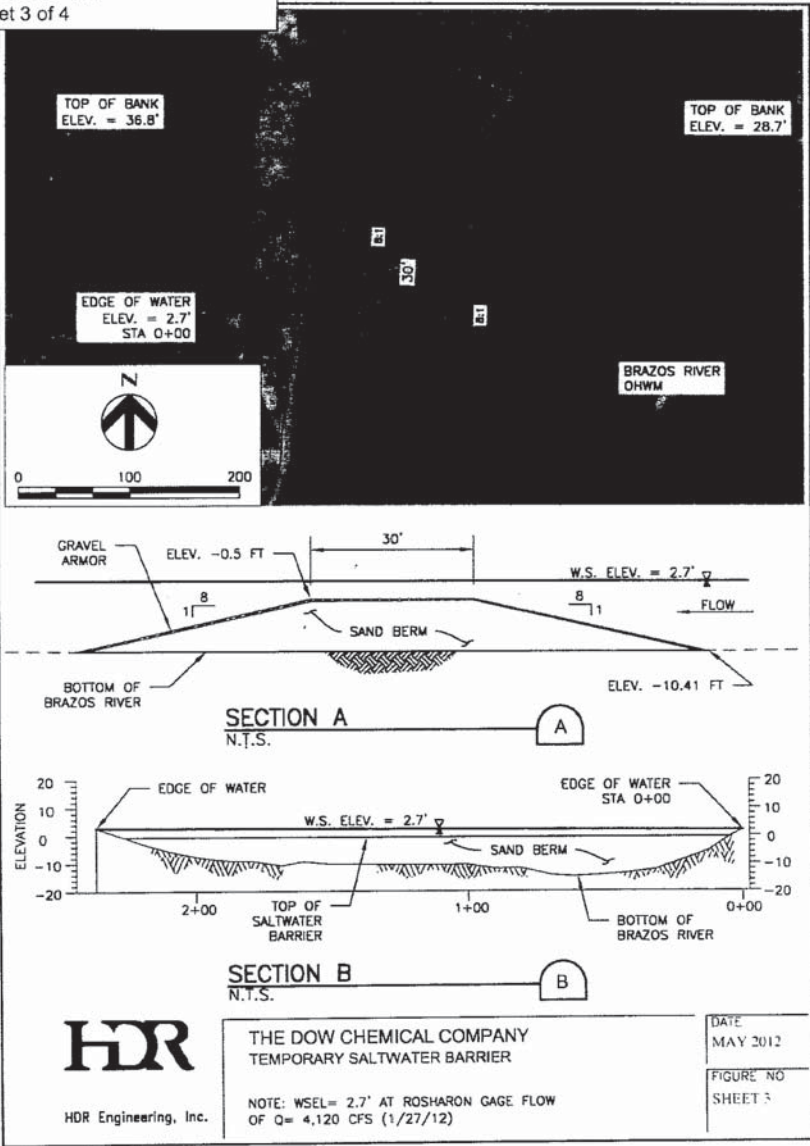 et 3 of 4
TOP OF BANK
ELEV. = 36.8'
TOP OF BANK
ELEV. = 28.7'
8:1
30'
8:1
EDGE OF WATER
ELEV. = 2.7'
STA 0+00
BRAZOS RIVER
OHWM
N
0 100 200
GRAVEL
ARMOR
ELEV. -0.5 FT
30'
W.S. ELEV. = 2.7'
8
1
8
1
FLOW
SAND BERM
BOTTOM OF
BRAZOS RIVER
ELEV. -10.41 FT
SECTION A
N.T.S.
A
ELEVATION
20
10
0
-10
-20
EDGE OF WATER
W.S. ELEV. = 2.7'
EDGE OF WATER
STA 0+00
20
10
0
-10
-20
SAND BERM
2+00
1+00
0+00
TOP OF
SALTWATER
BARRIER
BOTTOM OF
BRAZOS RIVER
SECTION B
N.T.S.
B
HDR
HDR Engineering, Inc.
THE DOW CHEMICAL COMPANY
TEMPORARY SALTWATER BARRIER
NOTE: WSEL= 2.7' AT ROSHARON GAGE FLOW
OF Q= 4,120 CFS (1/27/12)
DATE
MAY 2012
FIGURE NO
SHEET 3